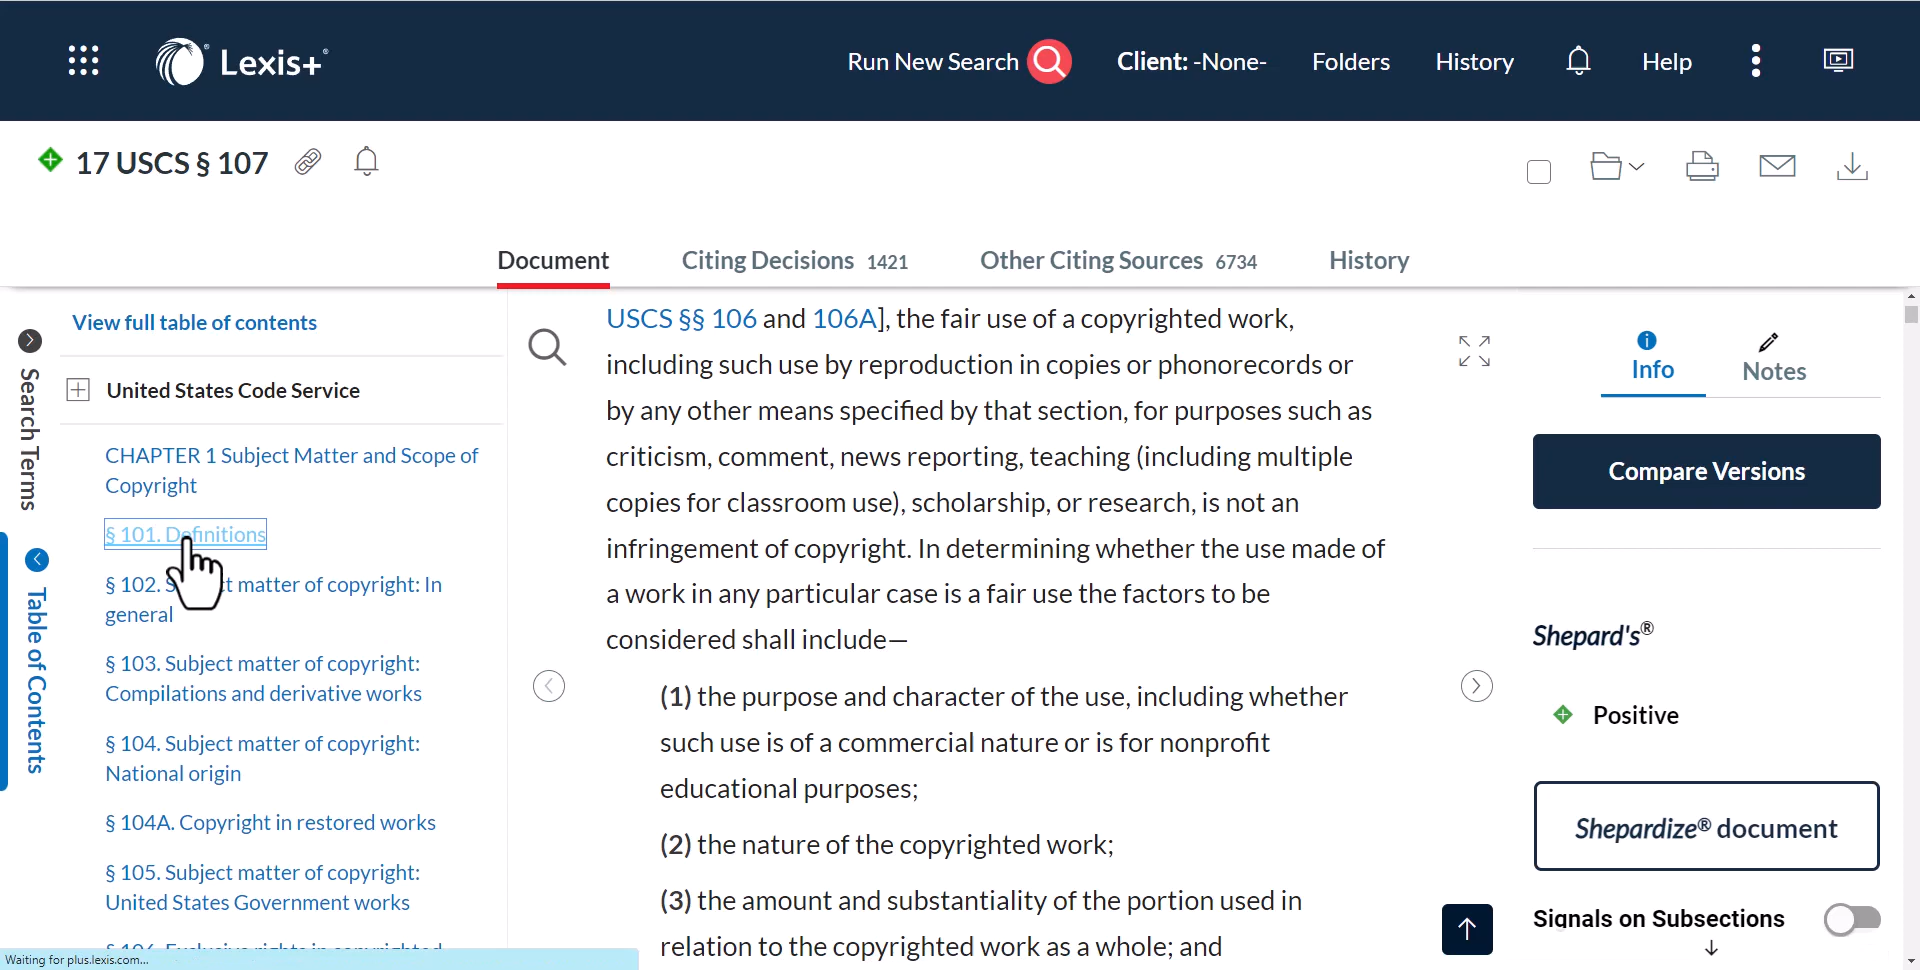 Lexis+
Run New Search
Client: -None-
Folders
History
Help
17 USCS § 107
Document
Citing Decisions 1421
Other Citing Sources 6734
History
Search Terms
Table of Contents
View full table of contents
United States Code Service
CHAPTER 1 Subject Matter and Scope of
Copyright
§ 101. Definitions
§ 102. matter of copyright: In
general
§ 103. Subject matter of copyright:
Compilations and derivative works
§ 104. Subject matter of copyright:
National origin
§ 104A. Copyright in restored works
§ 105. Subject matter of copyright:
United States Government works
Waiting for plus.lexis.com...
USCS §§ 106 and 106A], the fair use of a copyrighted work,
including such use by reproduction in copies or phonorecords or
by any other means specified by that section, for purposes such as
criticism, comment, news reporting, teaching (including multiple
copies for classroom use), scholarship, or research, is not an
infringement of copyright. In determining whether the use made of
a work in any particular case is a fair use the factors to be
considered shall include—
(1) the purpose and character of the use, including whether
such use is of a commercial nature or is for nonprofit
educational purposes;
(2) the nature of the copyrighted work;
(3) the amount and substantiality of the portion used in
relation to the copyrighted work as a whole; and
Info
Notes
Compare Versions
Shepard's®
Positive
Shepardize® document
Signals on Subsections